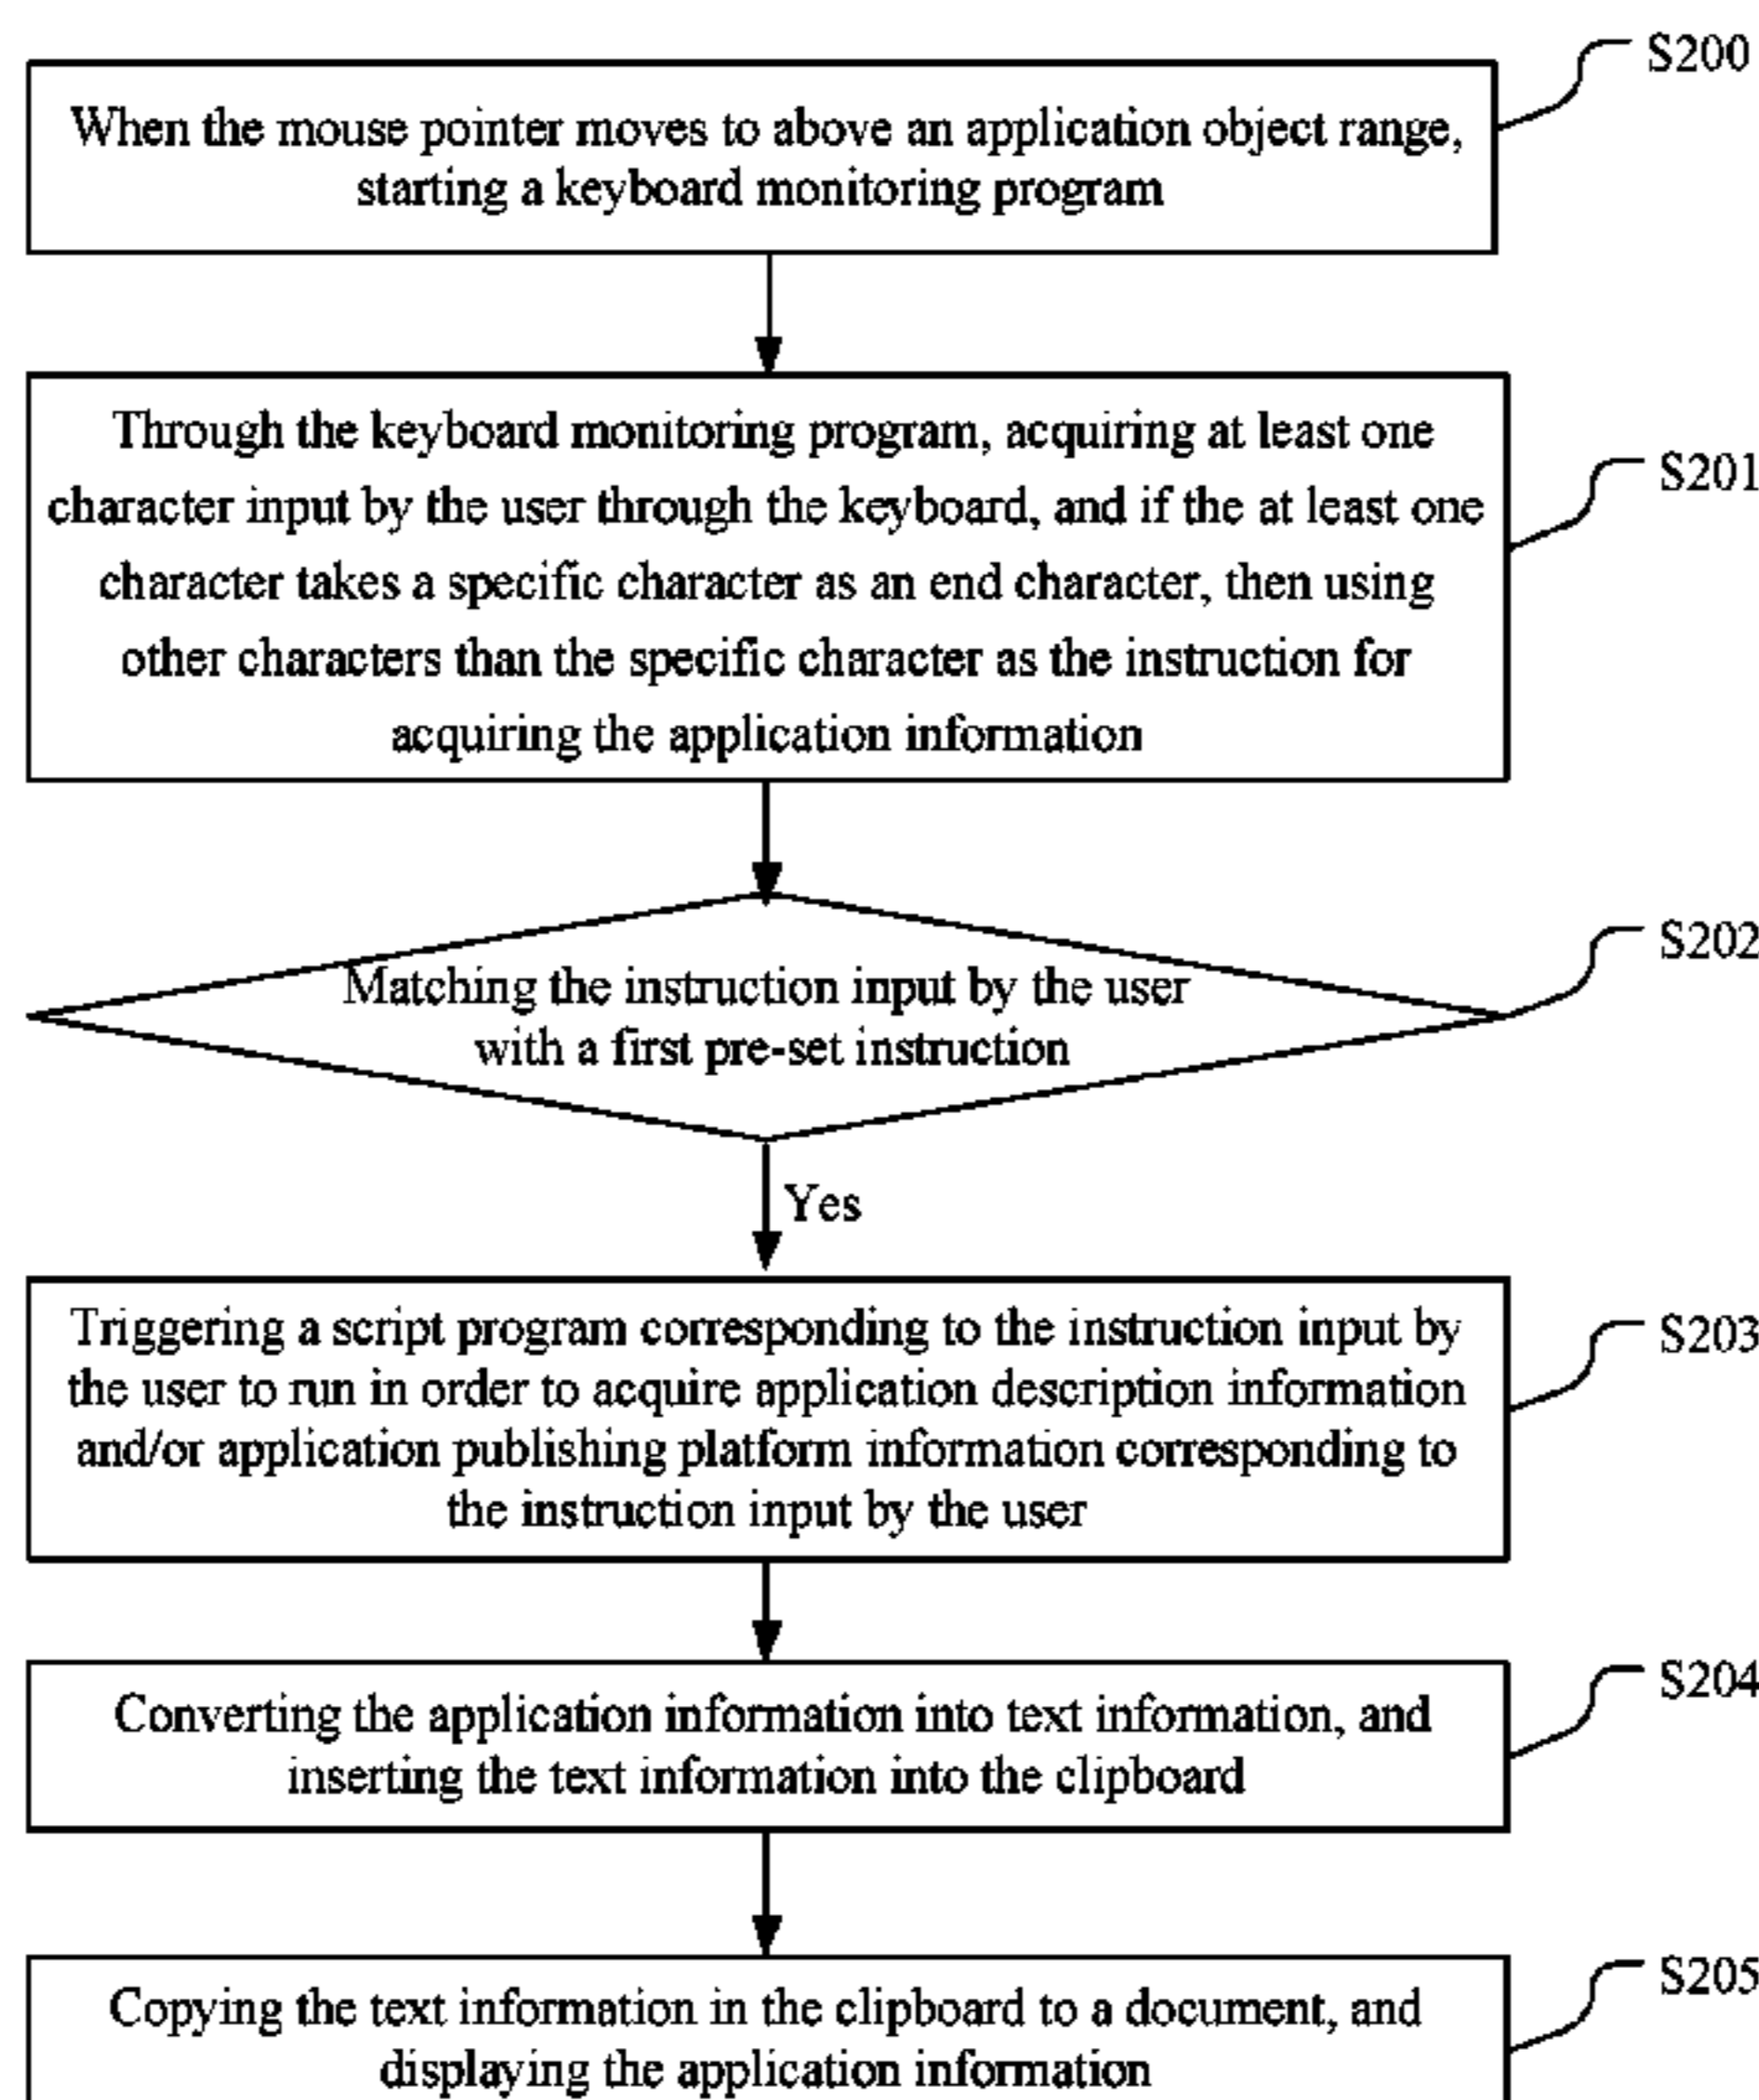 S200
When the mouse pointer moves to above an application object range,
starting a keyboard monitoring program
Through the keyboard monitoring program, acquiring at least one
S201
character input by the user through the keyboard, and if the at least one
character takes a specific character as an end character, then using
other characters than the specific character as the instruction for
acquiring the application information
S202
Matching the instruction input by the user
with a first pre-set instruction
Yes
Triggering a script program corresponding to the instruction input by
S203
the user to run in order to acquire application description information
and/or application publishing platform information corresponding to
the instruction input by the user
S204
Converting the application information into text information, and
inserting the text information into the clipboard
S205
Copying the text information in the clipboard to a document, and
displaying the application information